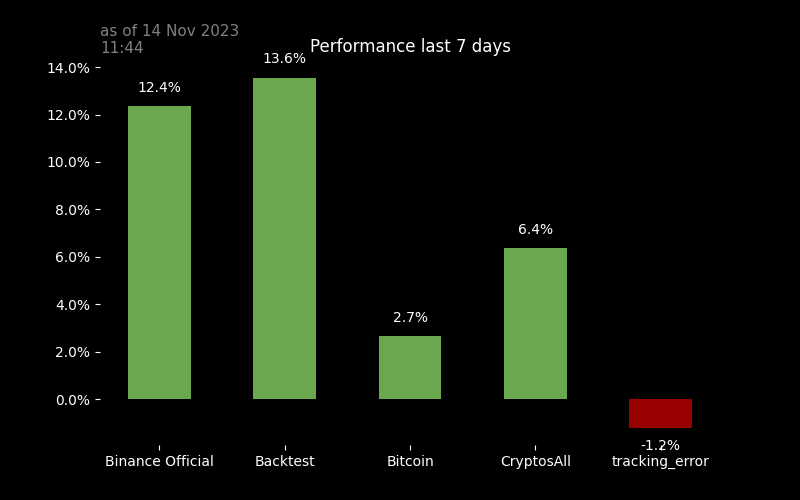 as of 14 Nov 2023
11:44
Performance last 7 days
14.0%
12.0%
10.0%
8.0%
6.0%
4.0%
2.0%
0.0%
12.4%
13.6%
2.7%
6.4%
-1.2%
Binance Official
Backtest
Bitcoin
CryptosAll
tracking_error